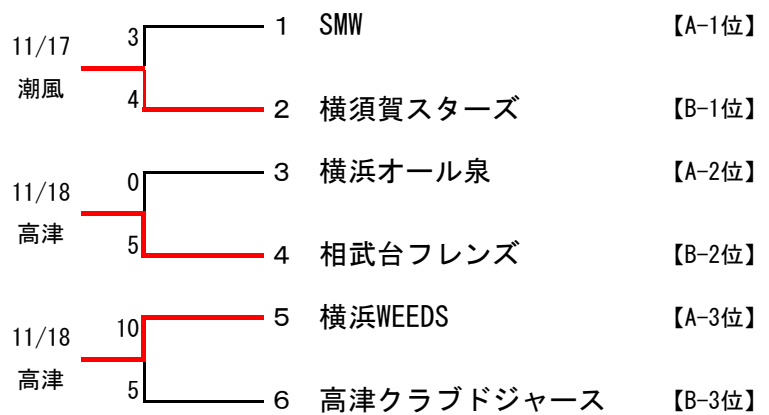 3 1 SMW 【A-1位】
11/17
潮風
4 2 横須賀スターズ 【B-1位】
0 3 横浜オール泉 【A-2位】
11/18
高津
5 4 相武台フレンズ 【B-2位】
10 5 横浜WEEDS 【A-3位】
11/18
高津
5 6 高津クラブドジャース 【B-3位】